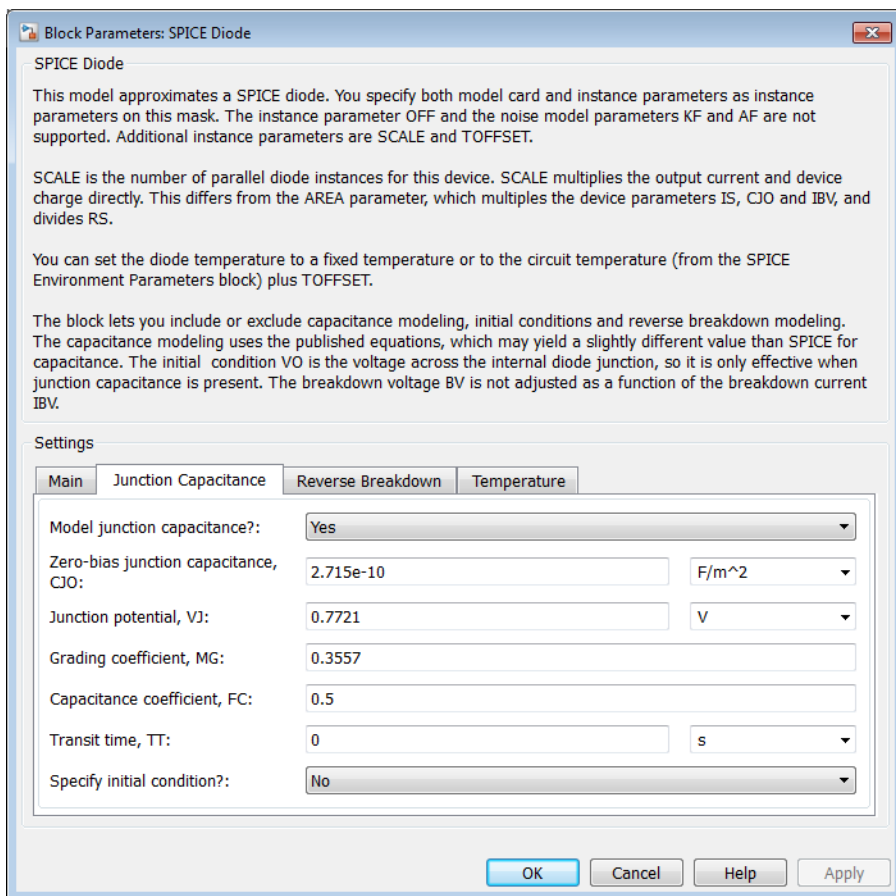 Block Parameters: SPICE Diode
SPICE Diode
This model approximates a SPICE diode. You specify both model card and instance parameters as instance
parameters on this mask. The instance parameter OFF and the noise model parameters KF and AF are not
supported. Additional instance parameters are SCALE and TOFFSET.
SCALE is the number of parallel diode instances for this device. SCALE multiplies the output current and device
charge directly. This differs from the AREA parameter, which multiples the device parameters IS, CJO and IBV, and
divides RS.
You can set the diode temperature to a fixed temperature or to the circuit temperature (from the SPICE
Environment Parameters block) plus TOFFSET.
The block lets you include or exclude capacitance modeling, initial conditions and reverse breakdown modeling.
The capacitance modeling uses the published equations, which may yield a slightly different value than SPICE for
capacitance. The initial condition VO is the voltage across the internal diode junction, so it is only effective when
junction capacitance is present. The breakdown voltage BV is not adjusted as a function of the breakdown current
IBV.
Settings
Main Junction Capacitance Reverse Breakdown Temperature
Model junction capacitance?: Yes
Zero-bias junction capacitance,
CJO: 2.715e-10 F/m^2
Junction potential, VJ: 0.7721 V
Grading coefficient, MG: 0.3557
Capacitance coefficient, FC: 0.5
Transit time, TT: 0 s
Specify initial condition?: No
OK Cancel Help Apply